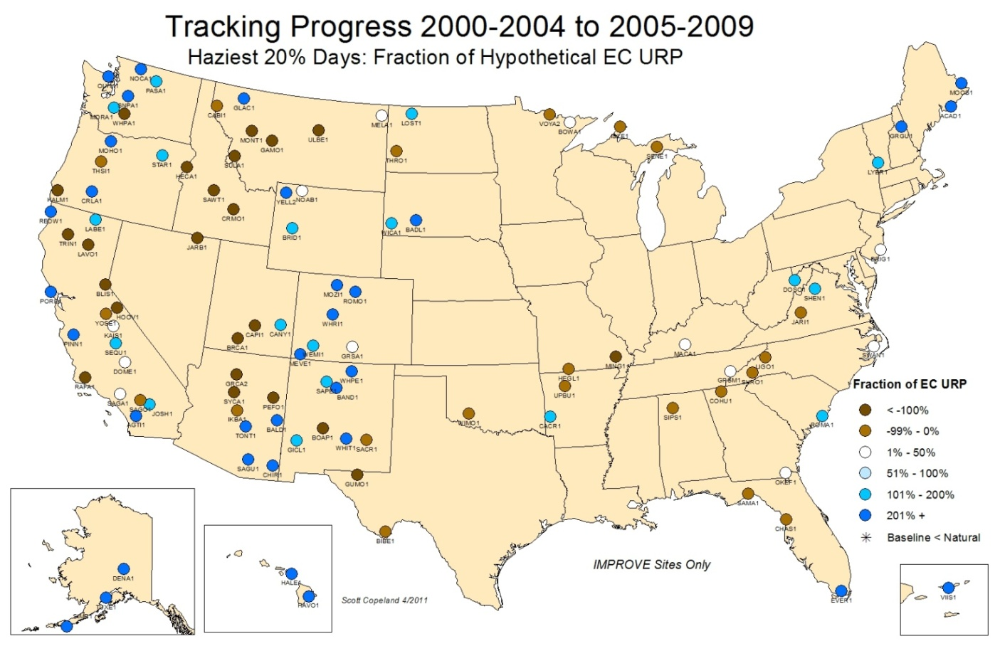 Tracking Progress 2000-2004 to 2005-2009
Haziest 20% Days: Fraction of Hypothetical EC URP
NOCA1
PASA1
SNPA1
MORA1
WHPA1
MOHO1
THSI1
STAR1
HECA1
KALM1
CRLA1
REDW1
LABE1
TRIN1
LAVO1
CABI1
GLAC1
MONT1
GAMO1
ULBE1
SULA1
SAWT1
CRMO1
JARB1
MELA1
LOST1
THRO1
VOYA2
BOWA1
ISLE1
SENE1
MOOS1
ACAD1
GRGU1
LYBR1
YELL2
NOAB1
BRID1
WICA1
BADL1
BRIG1
BLIS1
HOOV1
YOSE1
KAIS1
PINN1
SEQU1
DOME1
RAFA1
SAGA1
SAGO1
JOSH1
AGTI1
MOZI1
ROMO1
WHRI1
CAPI1
CANY1
BRCA1
WEMI1
MEVE1
GRSA1
DOSO1
SHEN1
JARI1
GRCA2
SYCA1
IKBA1
PEFO1
TONT1
BALD1
SAGU1
CHIR1
WHPE1
SAPE1
BAND1
BOAP1
GICL1
WHIT1
SACR1
GUMO1
BIBE1
WIMO1
HEGL1
UPBU1
MING1
CACR1
MACA1
SIPS1
GRSM1
SHRO1
LIGO1
COHU1
SWAN1
ROMA1
OKEF1
SAMA1
CHAS1
EVER1
Fraction of EC URP
< -100%
-99% - 0%
1% - 50%
51% - 100%
101% - 200%
201% +
Baseline < Natural
IMPROVE Sites Only
Scott Copeland 4/2011
DENA1
TUXE1
SIME1
HALE1
HAVO1
VIIS1